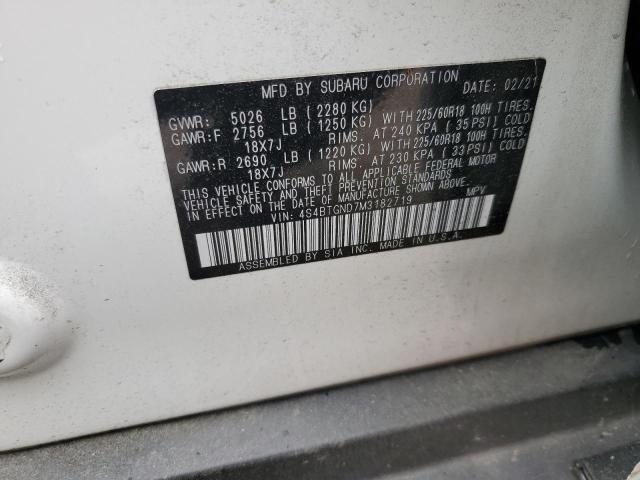 MFD BY SUBARU CORPORATION DATE: 02/21
GVWR: 5026 LB (2280 KG)
GAWR:F 2756 LB (1250 KG) WITH 225/60R18 100H TIRES.
18X7J RIMS. AT 240 KPA ( 35 PSI) COLD
GAWR:R 2690 LB (1220 KG) WITH 225/60R18 100H TIRES.
18X7J RIMS. AT 230 KPA ( 33 PSI) COLD
THIS VEHICLE CONFORMS TO ALL APPLICABLE FEDERAL MOTOR
VEHICLE SAFETY AND THEFT PREVENTION STANDARDS IN EFFECT
ON THE DATE OF MANUFACTURE SHOWN ABOVE.
VIN: 4S4BTGND7M3182719 MPV
ASSEMBLED BY SIA INC. MADE IN U.S.A.